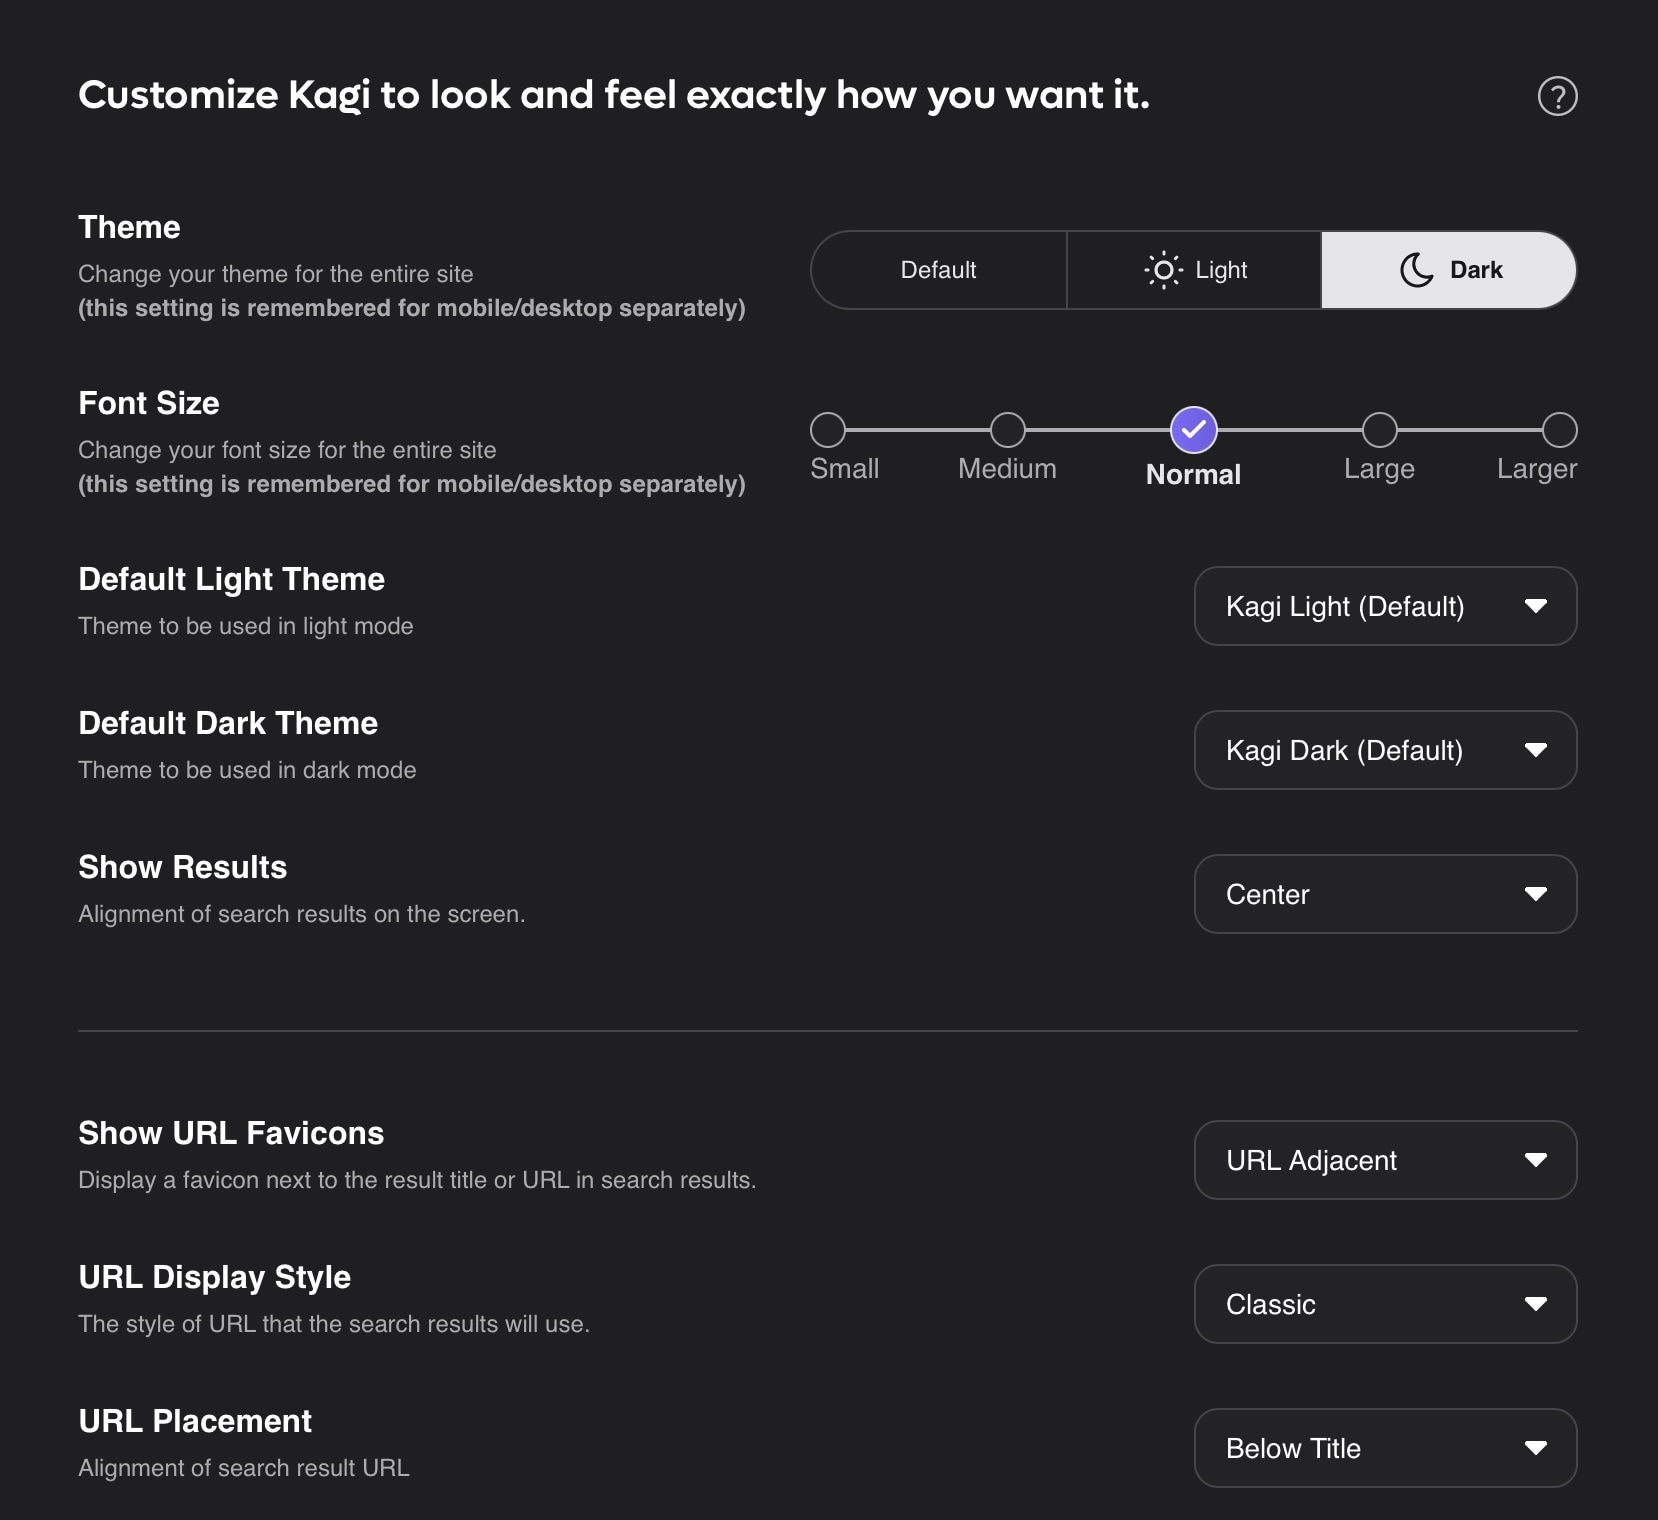 Customize Kagi to look and feel exactly how you want it.
?
Theme
Change your theme for the entire site
(this setting is remembered for mobile/desktop separately)
Default
Light
Dark
Font Size
Change your font size for the entire site
(this setting is remembered for mobile/desktop separately)
Small
Medium
Normal
Large
Larger
Default Light Theme
Theme to be used in light mode
Kagi Light (Default)
Default Dark Theme
Theme to be used in dark mode
Kagi Dark (Default)
Show Results
Alignment of search results on the screen.
Center
Show URL Favicons
Display a favicon next to the result title or URL in search results.
URL Adjacent
URL Display Style
The style of URL that the search results will use.
Classic
URL Placement
Alignment of search result URL
Below Title